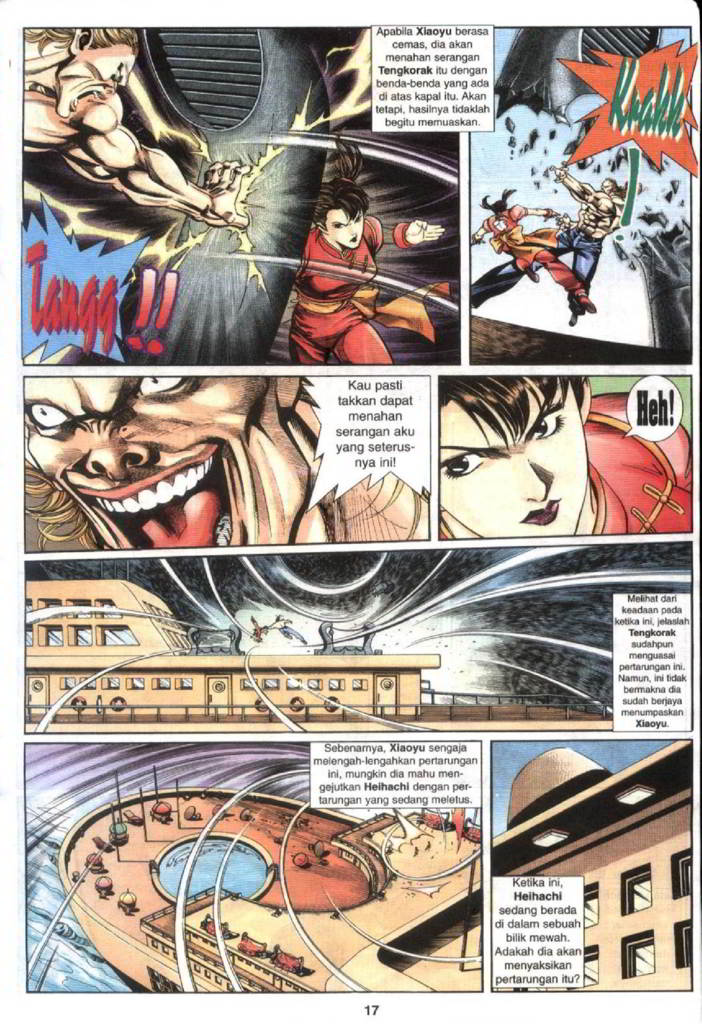 Apabila Xiaoyu berasa
cemas, dia akan
menahan serangan
Tengkorak itu dengan
benda-benda yang ada
di atas kapal itu. Akan
tetapi, hasilnya tidaklah
begitu memuaskan.
Krahh
!
Tangg !!
Kau pasti
takkan dapat
menahan
serangan aku
yang seterus-
nya ini!
Heh!
Melihat dari
keadaan pada
ketika ini, jelaslah
Tengkorak
sudahpun
menguasai
pertarungan ini.
Namun, ini tidak
bermakna dia
sudah berjaya
menumpaskan
Xiaoyu.
Sebenarnya, Xiaoyu sengaja
melengah-lengahkan pertarungan
ini, mungkin dia mahu men-
gejutkan Heihachi dengan per-
tarungan yang sedang meletus.
Ketika ini,
Heihachi
sedang berada
di dalam sebuah
bilik mewah.
Adakah dia akan
menyaksikan
pertarungan itu?
17